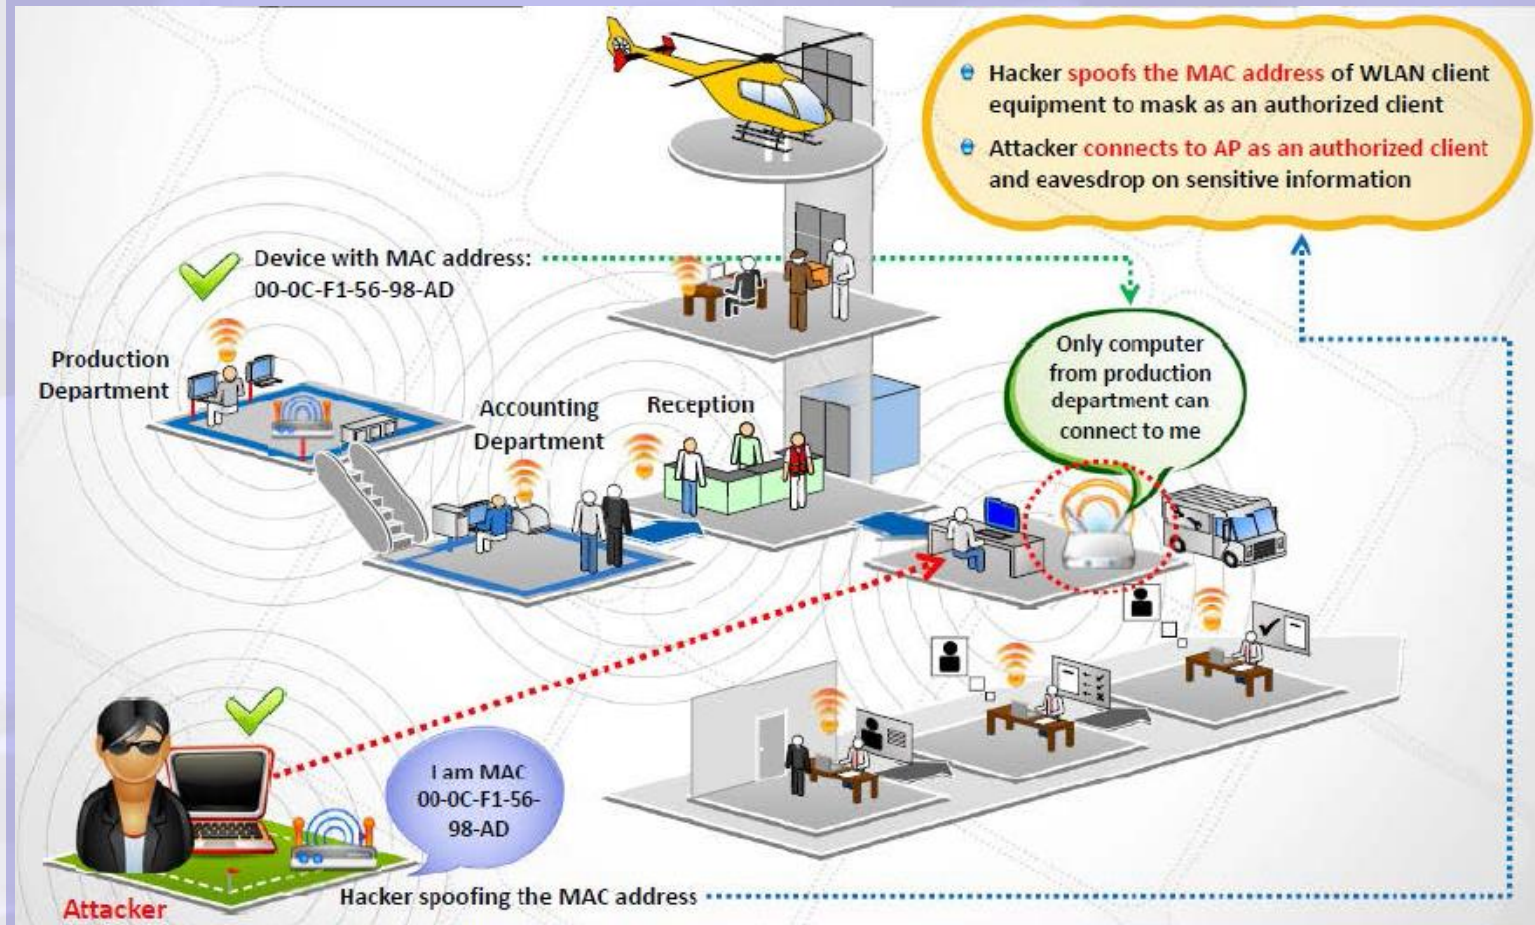 Hacker spoofs the MAC address of WLAN client
equipment to mask as an authorized client
Attacker connects to AP as an authorized client
and eavesdrop on sensitive information
Device with MAC address:
00-0C-F1-56-98-AD
Production
Department
Accounting
Department
Reception
Only computer
from production
department can
connect to me
I am MAC
00-0C-F1-56-
98-AD
Hacker spoofing the MAC address
Attacker